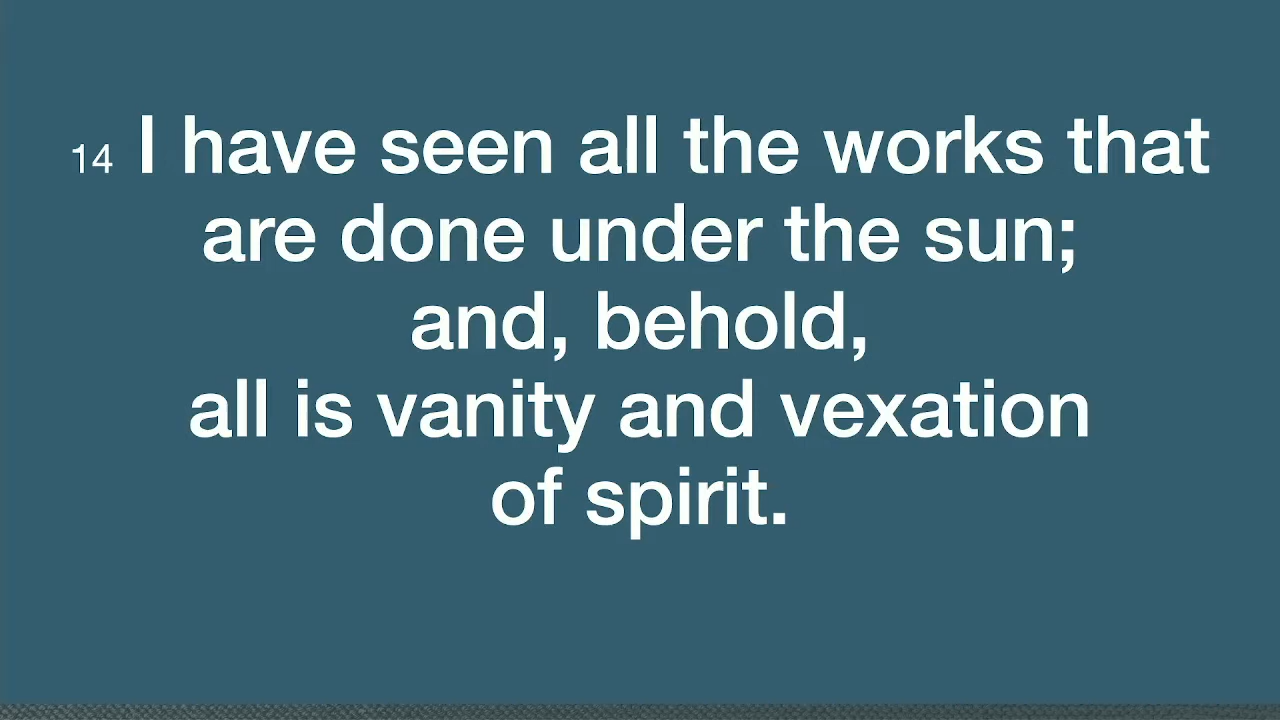 14 I have seen all the works that
are done under the sun;
and, behold,
all is vanity and vexation
of spirit.